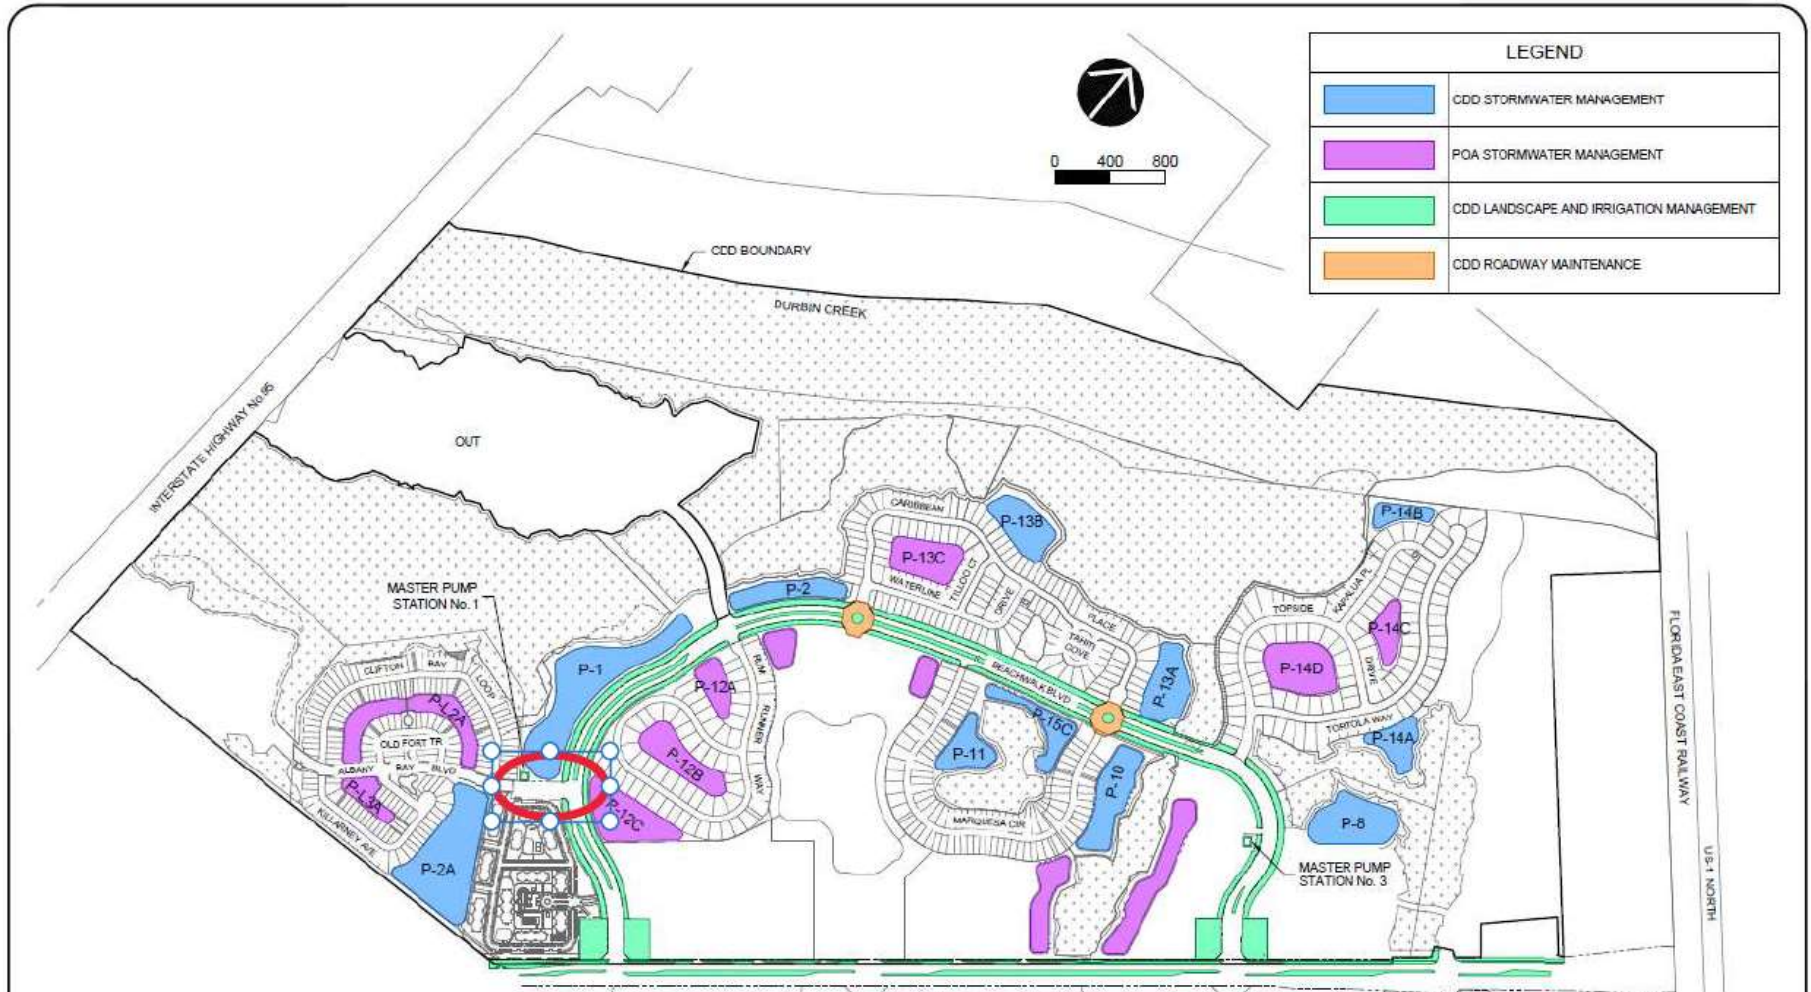 LEGEND
CDD STORMWATER MANAGEMENT
POA STORMWATER MANAGEMENT
CDD LANDSCAPE AND IRRIGATION MANAGEMENT
CDD ROADWAY MAINTENANCE
0 400 800
CDD BOUNDARY
DURBIN CREEK
INTERSTATE HIGHWAY No.95
OUT
CARIBBEAN
P-13B
P-14B
P-13C
WATERLINE
TILLOO CT
DRIVE
PLACE
TAHITI
COVE
KAPALUA PL
TOPSIDE
P-14C
P-14D
DRIVE
TORTOLA WAY
P-14A
MASTER PUMP
STATION No. 1
P-2
P-1
BEACHWALK BLVD
P-13A
CLIFTON
BAY
LOOP
P-L2A
OLD FORT TR
ALBANY
BAY
BLVD
P-L3A
KILLARNEY AVE
P-2A
P-12A
RUM
RUNNER
WAY
P-12B
P-12C
P-15C
P-11
P-10
MARQUESA CIR
P-8
MASTER PUMP
STATION No. 3
FLORIDA EAST COAST RAILWAY
US-1 NORTH